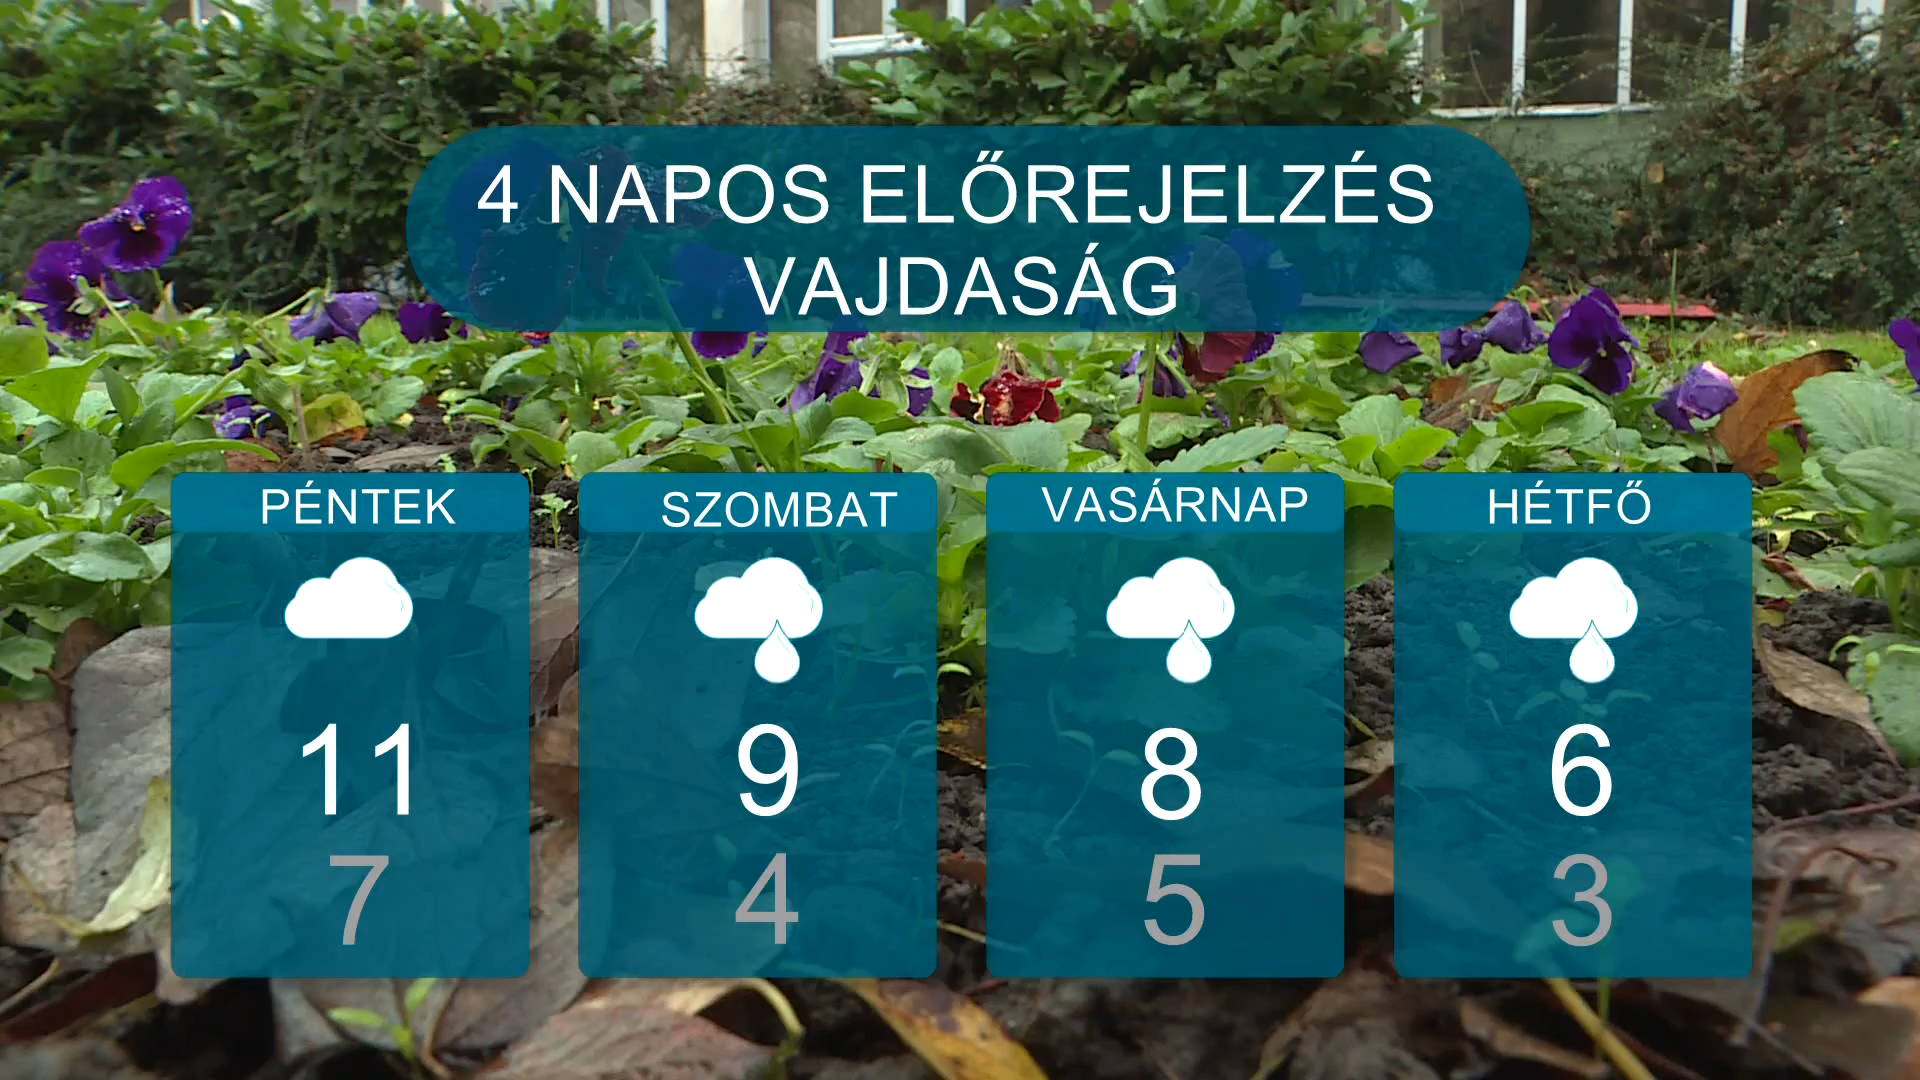 4 NAPOS ELŐREJELZÉS
VAJDASÁG
PÉNTEK
11
7
SZOMBAT
9
4
VASÁRNAP
8
5
HÉTFŐ
6
3